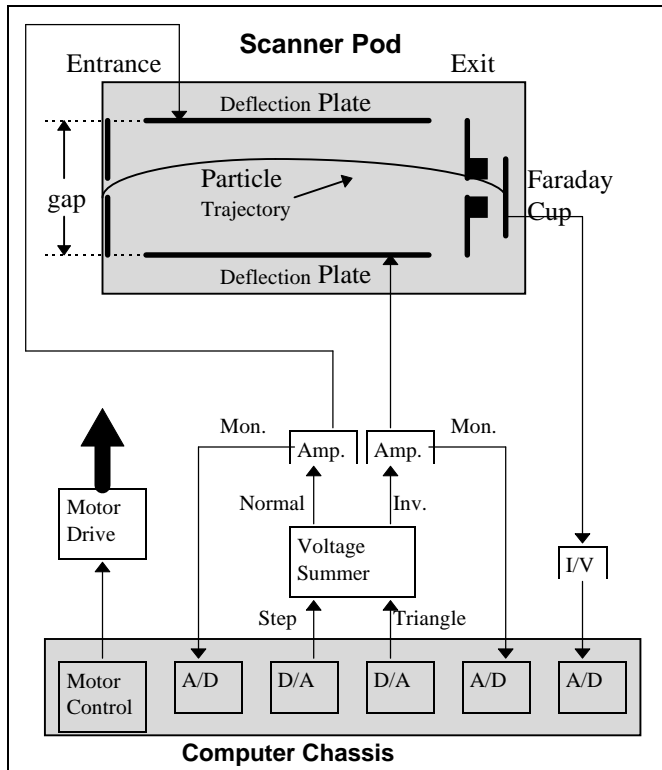 Scanner Pod
Entrance
Exit
Deflection Plate
gap
Particle
Trajectory
Faraday
Cup
Deflection Plate
Mon.
Amp.
Amp.
Mon.
Normal
Inv.
Motor
Drive
Voltage
Summer
I/V
Step
Triangle
Motor
Control
A/D
D/A
D/A
A/D
A/D
Computer Chassis